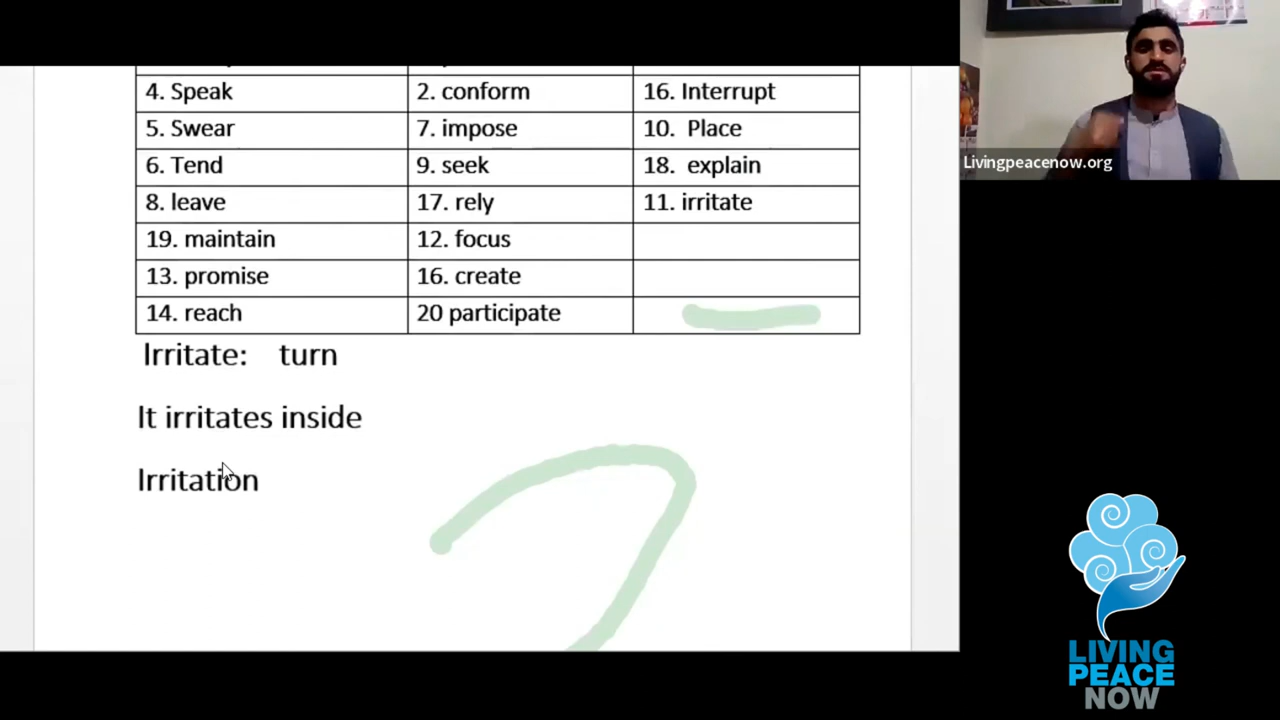 4. Speak 2. conform 16. Interrupt
5. Swear 7. impose 10. Place
6. Tend 9. seek 18. explain
8. leave 17. rely 11. irritate
19. maintain 12. focus
13. promise 16. create
14. reach 20 participate
Irritate: turn
It irritates inside
Irritation
Livingpeacenow.org
LIVING
PEACE
NOW